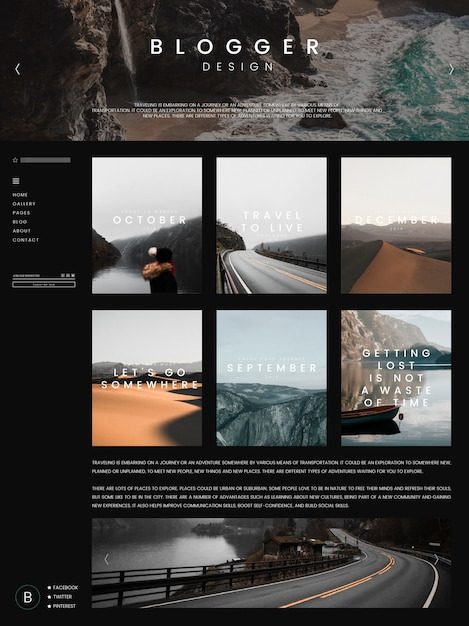 BLOGGER
DESIGN
TRAVELING IS EMBARKING ON A JOURNEY OR AN ADVENTURE SOMEWHERE BY VARIOUS MEANS OF
TRANSPORTATION. IT COULD BE AN EXPLORATION TO SOMEWHERE NEW, PLANNED OR UNPLANNED, TO MEET NEW PEOPLE, NEW THINGS AND
NEW PLACES. THERE ARE DIFFERENT TYPES OF ADVENTURES WAITING FOR YOU TO EXPLORE.
HOME
GALLERY
PAGES
BLOG
ABOUT
CONTACT
OCTOBER
TRAVEL
TO LIVE
DECEMBER
LET'S GO
SOMEWHERE
SEPTEMBER
GETTING
LOST
IS NOT
A WASTE
OF TIME
TRAVELING IS EMBARKING ON A JOURNEY OR AN ADVENTURE SOMEWHERE BY VARIOUS MEANS OF TRANSPORTATION. IT COULD BE AN EXPLORATION TO SOMEWHERE NEW,
PLANNED OR UNPLANNED, TO MEET NEW PEOPLE, NEW THINGS AND NEW PLACES. THERE ARE DIFFERENT TYPES OF ADVENTURES WAITING FOR YOU TO EXPLORE.
THERE ARE LOTS OF PLACES TO EXPLORE. PLACES COULD BE URBAN OR SUBURBAN. SOME PEOPLE LOVE TO BE IN NATURE TO FREE THEIR MINDS AND REFRESH THEIR SOULS,
BUT SOME LIKE TO BE IN THE CITY. THERE ARE A NUMBER OF ADVANTAGES SUCH AS LEARNING ABOUT NEW CULTURES, BEING PART OF A NEW COMMUNITY AND GAINING
NEW EXPERIENCES. IT ALSO HELPS IMPROVE COMMUNICATION SKILLS, BOOST SELF-CONFIDENCE, AND BUILD SOCIAL SKILLS.
B
FACEBOOK
TWITTER
PINTEREST